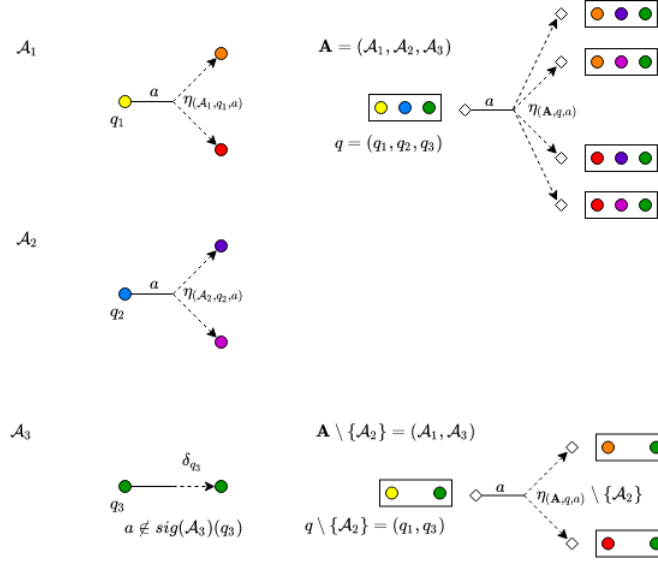 𝒜₁
a
η(𝒜₁,q₁,a)
q₁
𝐀 = (𝒜₁, 𝒜₂, 𝒜₃)
a
η(𝐀,q,a)
q = (q₁, q₂, q₃)
𝒜₂
a
η(𝒜₂,q₂,a)
q₂
𝒜₃
δq₃
q₃
a ∉ sig(𝒜₃)(q₃)
𝐀 \ {𝒜₂} = (𝒜₁, 𝒜₃)
a
η(𝐀,q,a) \ {𝒜₂}
q \ {𝒜₂} = (q₁, q₃)